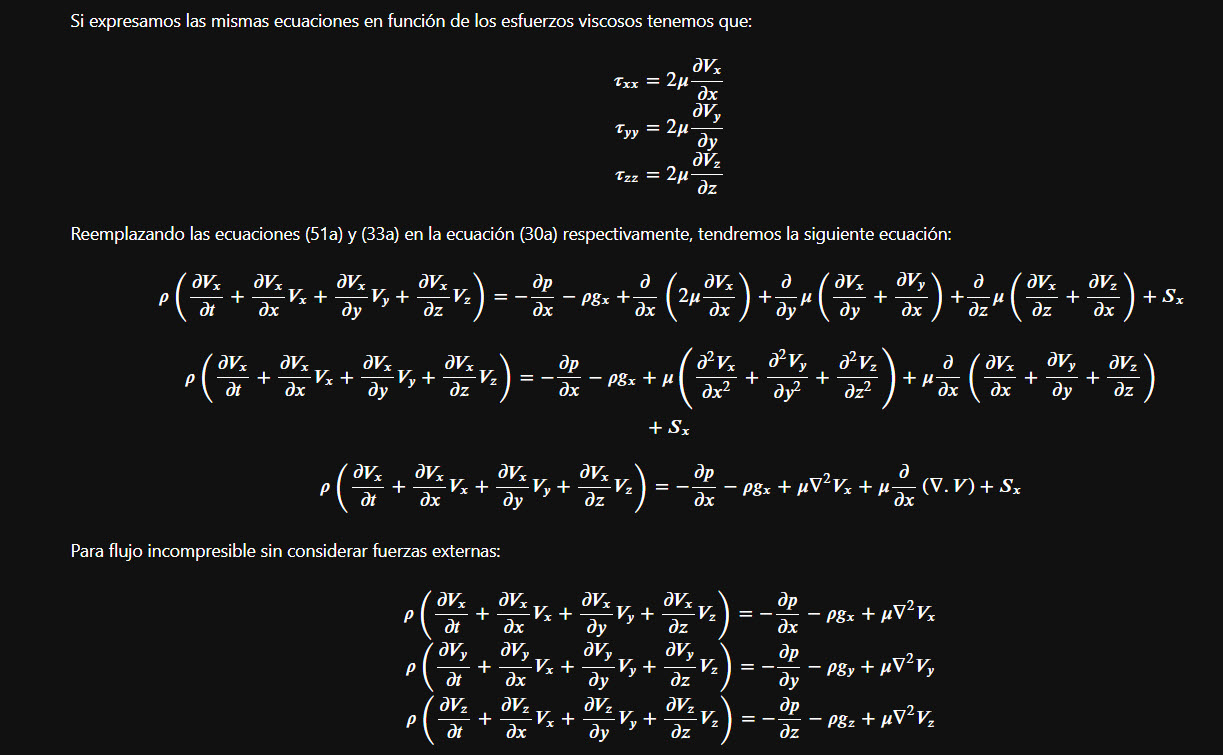 Si expresamos las mismas ecuaciones en función de los esfuerzos viscosos tenemos que:
τ_xx = 2μ ∂V_x/∂x
τ_yy = 2μ ∂V_y/∂y
τ_zz = 2μ ∂V_z/∂z
Reemplazando las ecuaciones (51a) y (33a) en la ecuación (30a) respectivamente, tendremos la siguiente ecuación:
ρ(∂V_x/∂t + ∂V_x/∂x V_x + ∂V_x/∂y V_y + ∂V_x/∂z V_z) = −∂p/∂x − ρg_x + ∂/∂x (2μ ∂V_x/∂x) + ∂/∂y μ(∂V_x/∂y + ∂V_y/∂x) + ∂/∂z μ(∂V_x/∂z + ∂V_z/∂x) + S_x
ρ(∂V_x/∂t + ∂V_x/∂x V_x + ∂V_x/∂y V_y + ∂V_x/∂z V_z) = −∂p/∂x − ρg_x + μ(∂²V_x/∂x² + ∂²V_y/∂y² + ∂²V_z/∂z²) + μ ∂/∂x (∂V_x/∂x + ∂V_y/∂y + ∂V_z/∂z)
+ S_x
ρ(∂V_x/∂t + ∂V_x/∂x V_x + ∂V_x/∂y V_y + ∂V_x/∂z V_z) = −∂p/∂x − ρg_x + μ∇²V_x + μ ∂/∂x (∇.V) + S_x
Para flujo incompresible sin considerar fuerzas externas:
ρ(∂V_x/∂t + ∂V_x/∂x V_x + ∂V_x/∂y V_y + ∂V_x/∂z V_z) = −∂p/∂x − ρg_x + μ∇²V_x
ρ(∂V_y/∂t + ∂V_y/∂x V_x + ∂V_y/∂y V_y + ∂V_y/∂z V_z) = −∂p/∂y − ρg_y + μ∇²V_y
ρ(∂V_z/∂t + ∂V_z/∂x V_x + ∂V_z/∂y V_y + ∂V_z/∂z V_z) = −∂p/∂z − ρg_z + μ∇²V_z